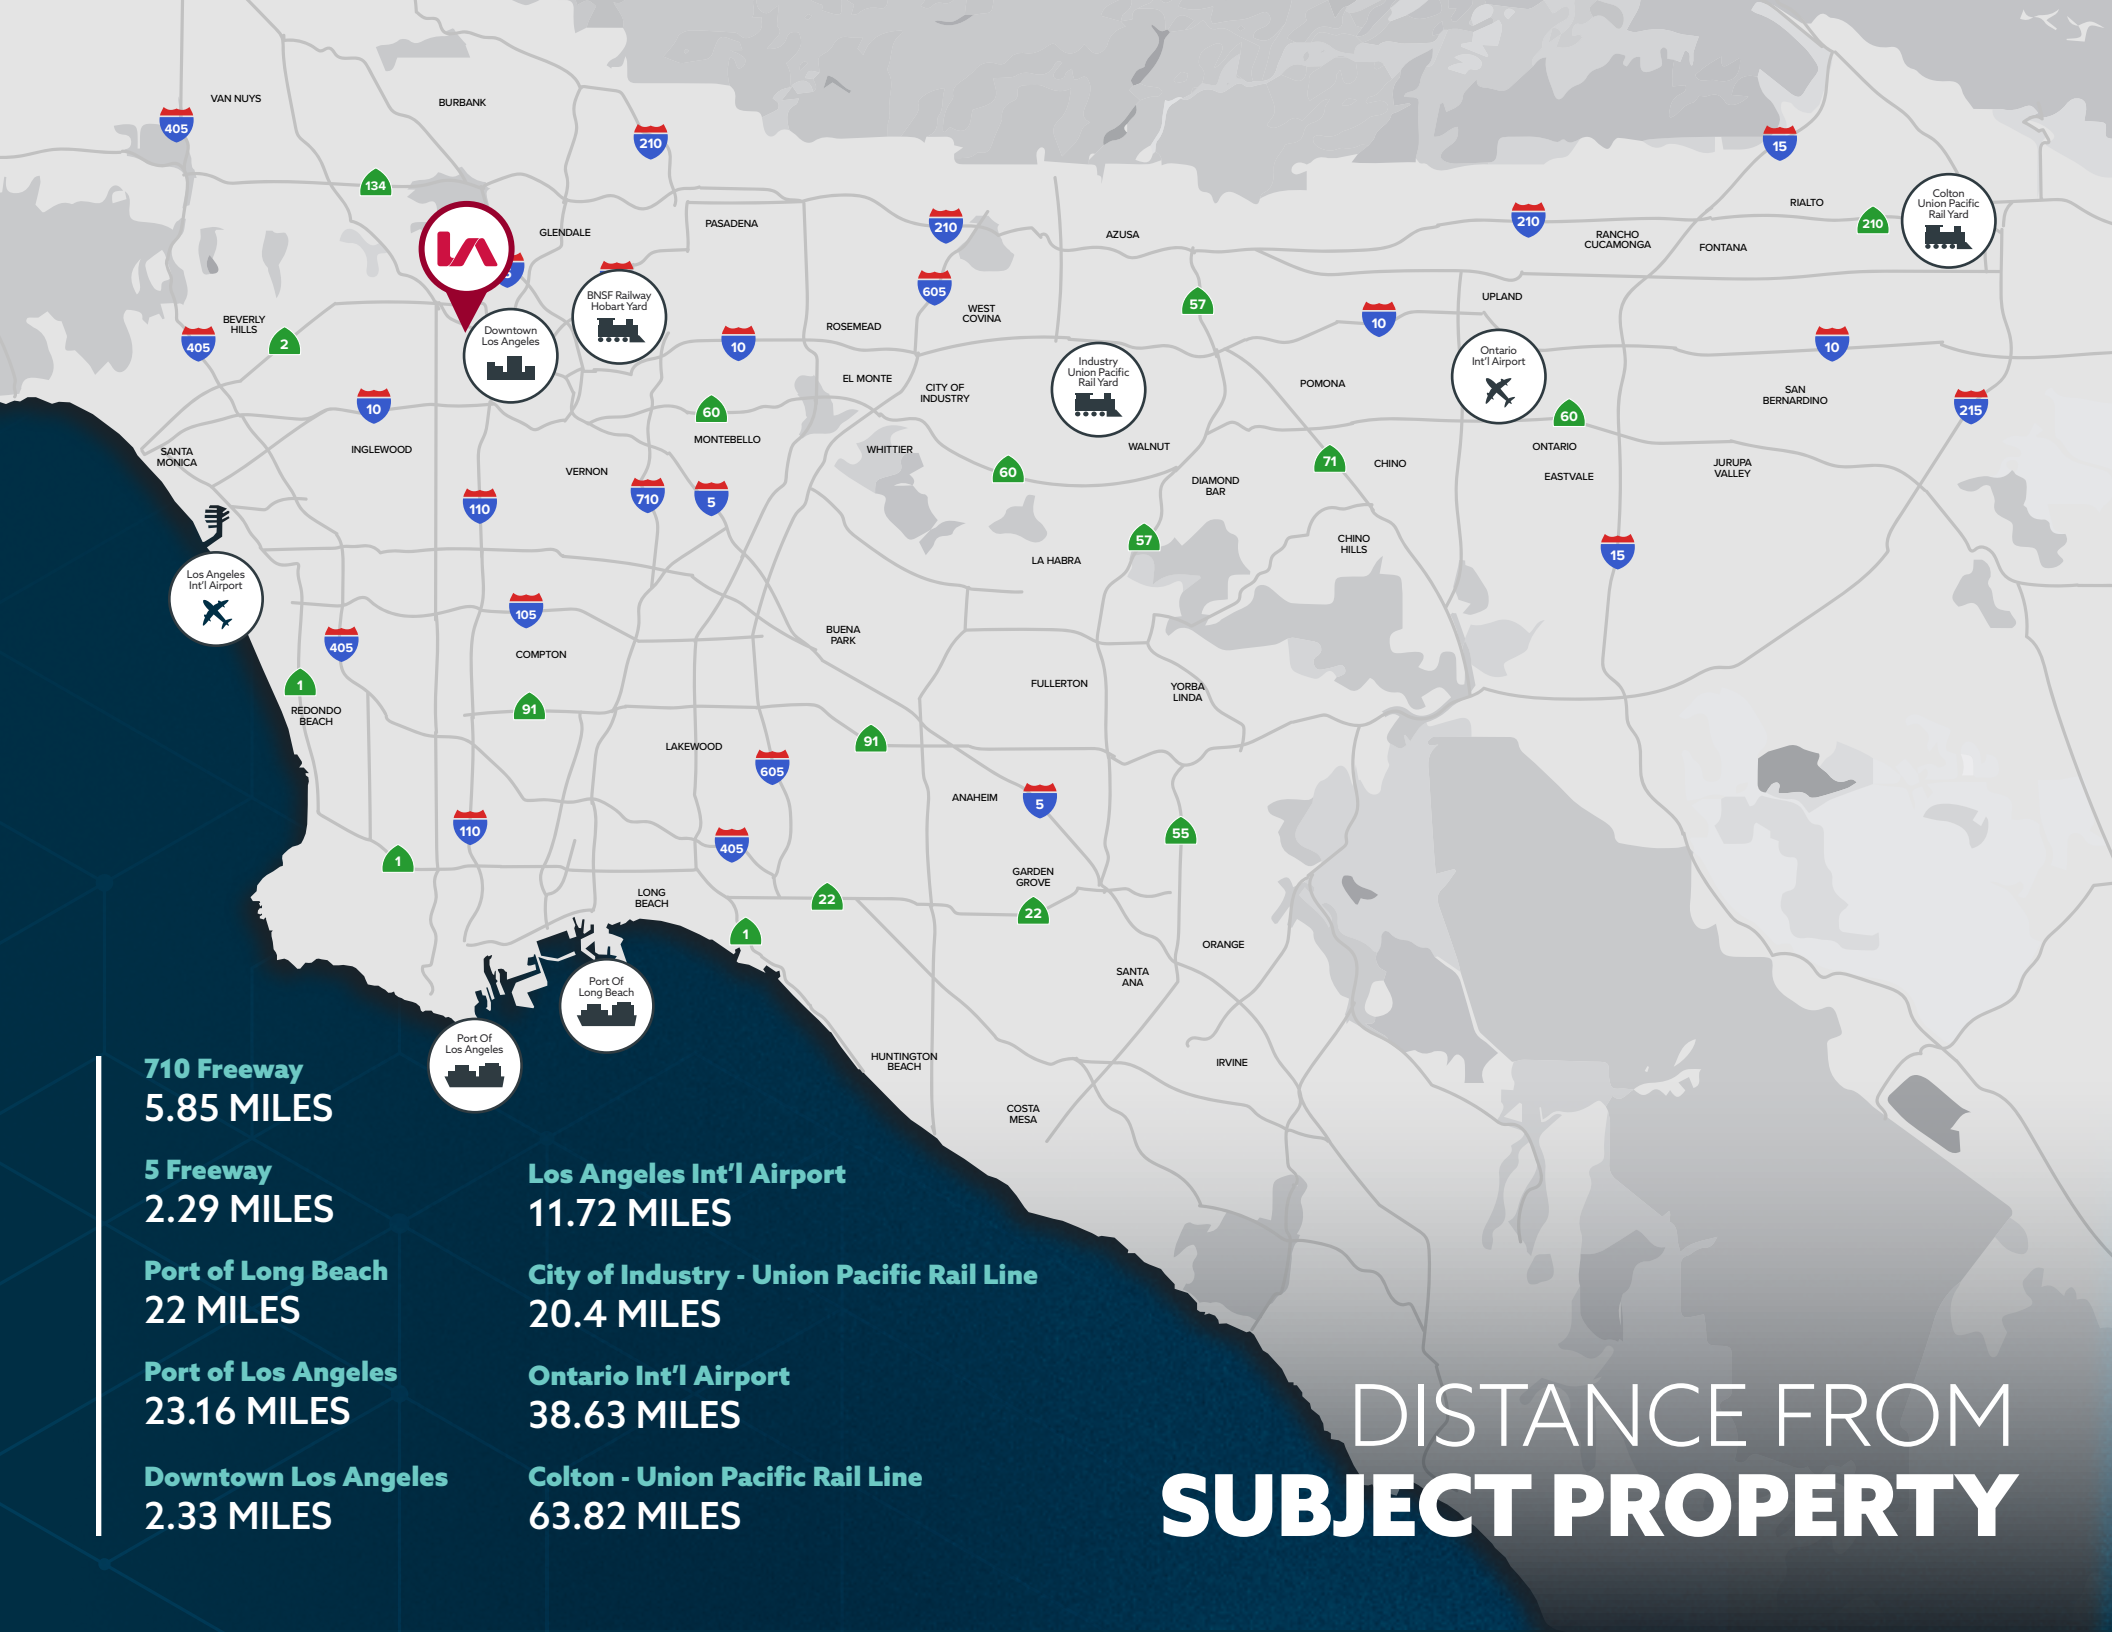 VAN NUYS
BURBANK
405
210
15
134
RIALTO
Colton
Union Pacific
Rail Yard
210
PASADENA
GLENDALE
210
AZUSA
210
RANCHO
CUCAMONGA
FONTANA
LA
5
BNSF Railway
Hobart Yard
605
57
UPLAND
WEST
COVINA
BEVERLY
HILLS
405
2
Downtown
Los Angeles
ROSEMEAD
10
10
10
Industry
Union Pacific
Rail Yard
Ontario
Int'l Airport
EL MONTE
CITY OF
INDUSTRY
POMONA
SAN
BERNARDINO
215
10
60
60
MONTEBELLO
INGLEWOOD
SANTA
MONICA
WHITTIER
WALNUT
ONTARIO
VERNON
60
71
CHINO
EASTVALE
JURUPA
VALLEY
DIAMOND
BAR
110
710
5
57
CHINO
HILLS
15
LA HABRA
Los Angeles
Int'l Airport
105
405
COMPTON
BUENA
PARK
1
REDONDO
BEACH
FULLERTON
YORBA
LINDA
91
LAKEWOOD
91
605
ANAHEIM
5
110
405
55
1
LONG
BEACH
22
GARDEN
GROVE
22
1
ORANGE
SANTA
ANA
Port Of
Long Beach
Port Of
Los Angeles
HUNTINGTON
BEACH
IRVINE
COSTA
MESA
710 Freeway
5.85 MILES
5 Freeway
2.29 MILES
Port of Long Beach
22 MILES
Port of Los Angeles
23.16 MILES
Downtown Los Angeles
2.33 MILES
Los Angeles Int'l Airport
11.72 MILES
City of Industry - Union Pacific Rail Line
20.4 MILES
Ontario Int'l Airport
38.63 MILES
Colton - Union Pacific Rail Line
63.82 MILES
DISTANCE FROM
SUBJECT PROPERTY